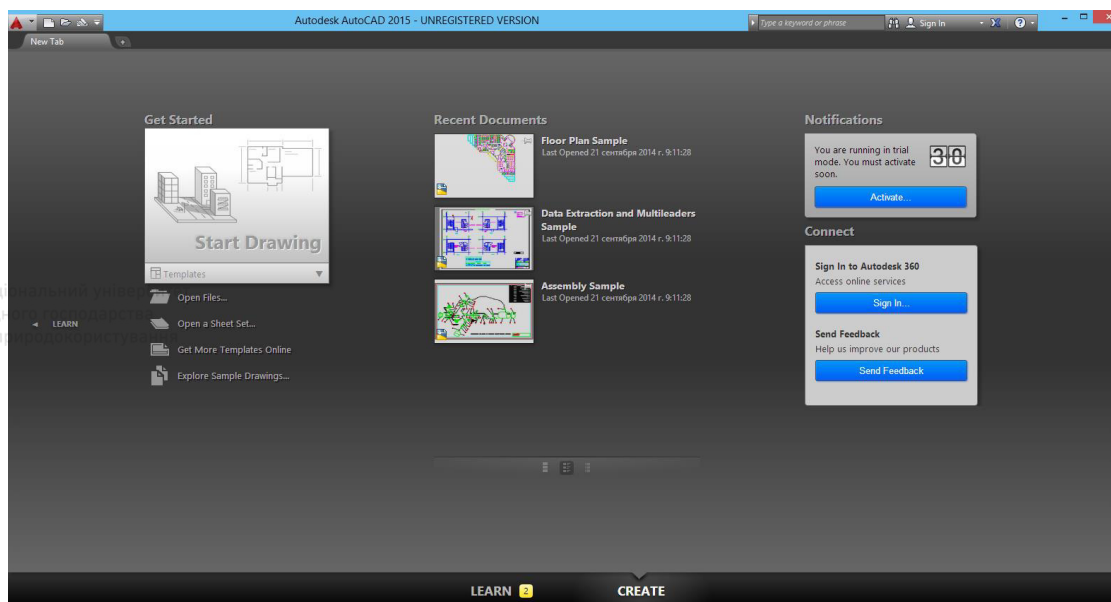 Autodesk AutoCAD 2015 - UNREGISTERED VERSION
Type a keyword or phrase
Sign In
New Tab
Get Started
Start Drawing
Templates
Open Files...
Open a Sheet Set...
Get More Templates Online
Explore Sample Drawings...
LEARN
Recent Documents
Floor Plan Sample
Last Opened 21 сентября 2014 г. 9:11:28
Data Extraction and Multileaders
Sample
Last Opened 21 сентября 2014 г. 9:11:28
Assembly Sample
Last Opened 21 сентября 2014 г. 9:11:28
Notifications
You are running in trial
mode. You must activate
soon.
30
Activate...
Connect
Sign In to Autodesk 360
Access online services
Sign In...
Send Feedback
Help us improve our products
Send Feedback
LEARN 2
CREATE